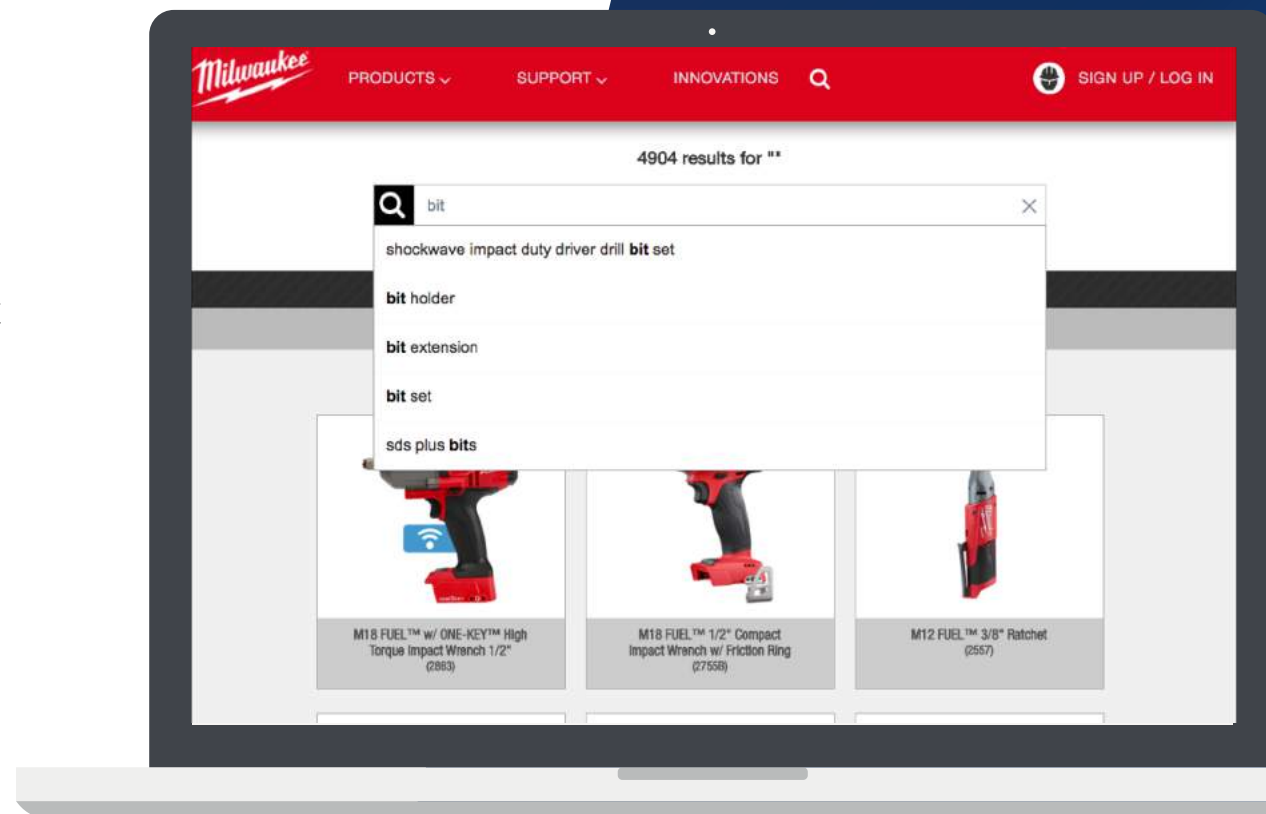 Milwaukee
PRODUCTS SUPPORT INNOVATIONS SIGN UP / LOG IN
4904 results for ""
bit
shockwave impact duty driver drill bit set
bit holder
bit extension
bit set
sds plus bits
M18 FUEL™ w/ ONE-KEY™ High
Torque Impact Wrench 1/2"
(2863)
M18 FUEL™ 1/2" Compact
Impact Wrench w/ Friction Ring
(2755B)
M12 FUEL™ 3/8" Ratchet
(2557)